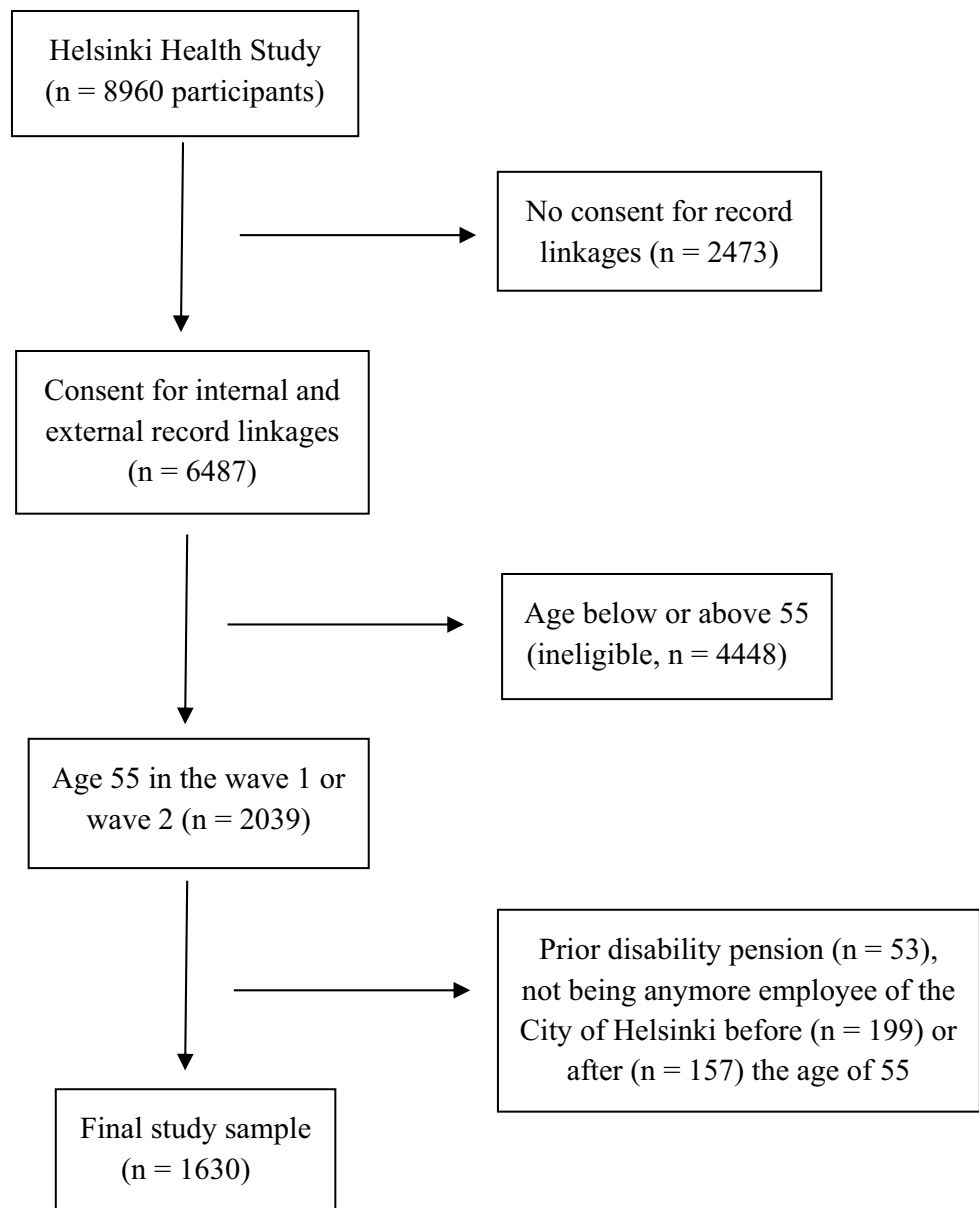 Helsinki Health Study
(n = 8960 participants)
No consent for record
linkages (n = 2473)
Consent for internal and
external record linkages
(n = 6487)
Age below or above 55
(ineligible, n = 4448)
Age 55 in the wave 1 or
wave 2 (n = 2039)
Prior disability pension (n = 53),
not being anymore employee of the
City of Helsinki before (n = 199) or
after (n = 157) the age of 55
Final study sample
(n = 1630)